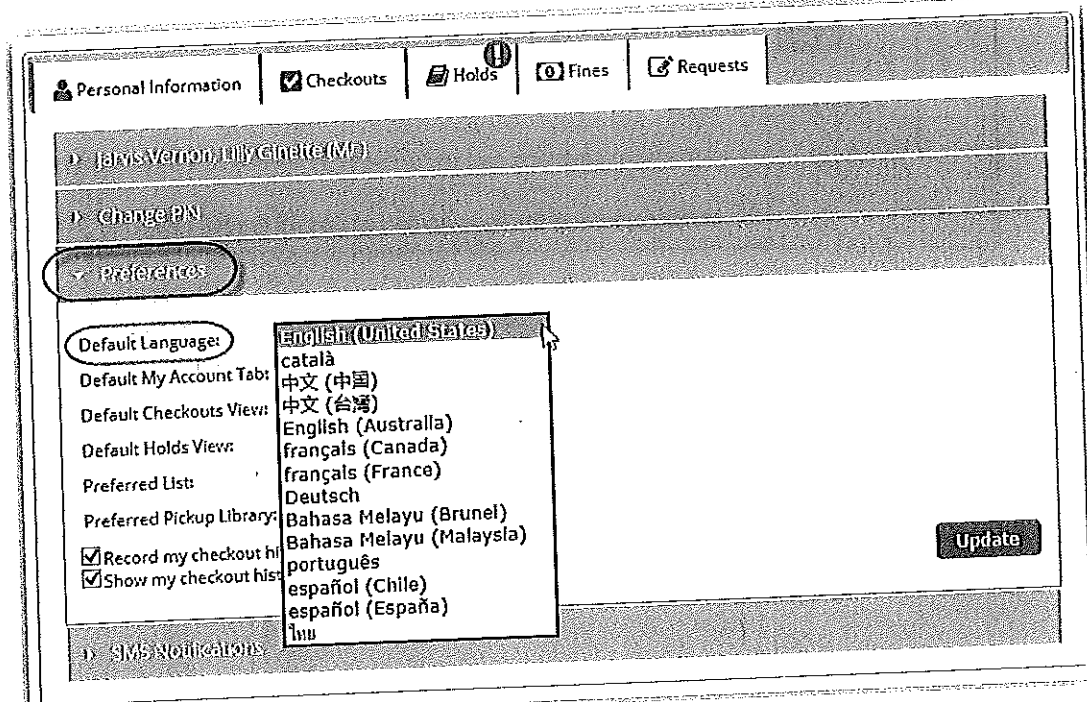 Personal Information
Checkouts
Holds
Fines
Requests
Jarvis-Vernon, Lilly Ginette (Mr.)
Change PIN
Preferences
Default Language:
English (United States)
català
Default My Account Tab:
中文 (中国)
Default Checkouts View:
中文 (台灣)
English (Australia)
Default Holds View:
français (Canada)
français (France)
Preferred List:
Deutsch
Preferred Pickup Library:
Bahasa Melayu (Brunei)
Record my checkout hi
Bahasa Melayu (Malaysia)
Update
Show my checkout hist
português
español (Chile)
español (España)
ไทย
SMS Notifications